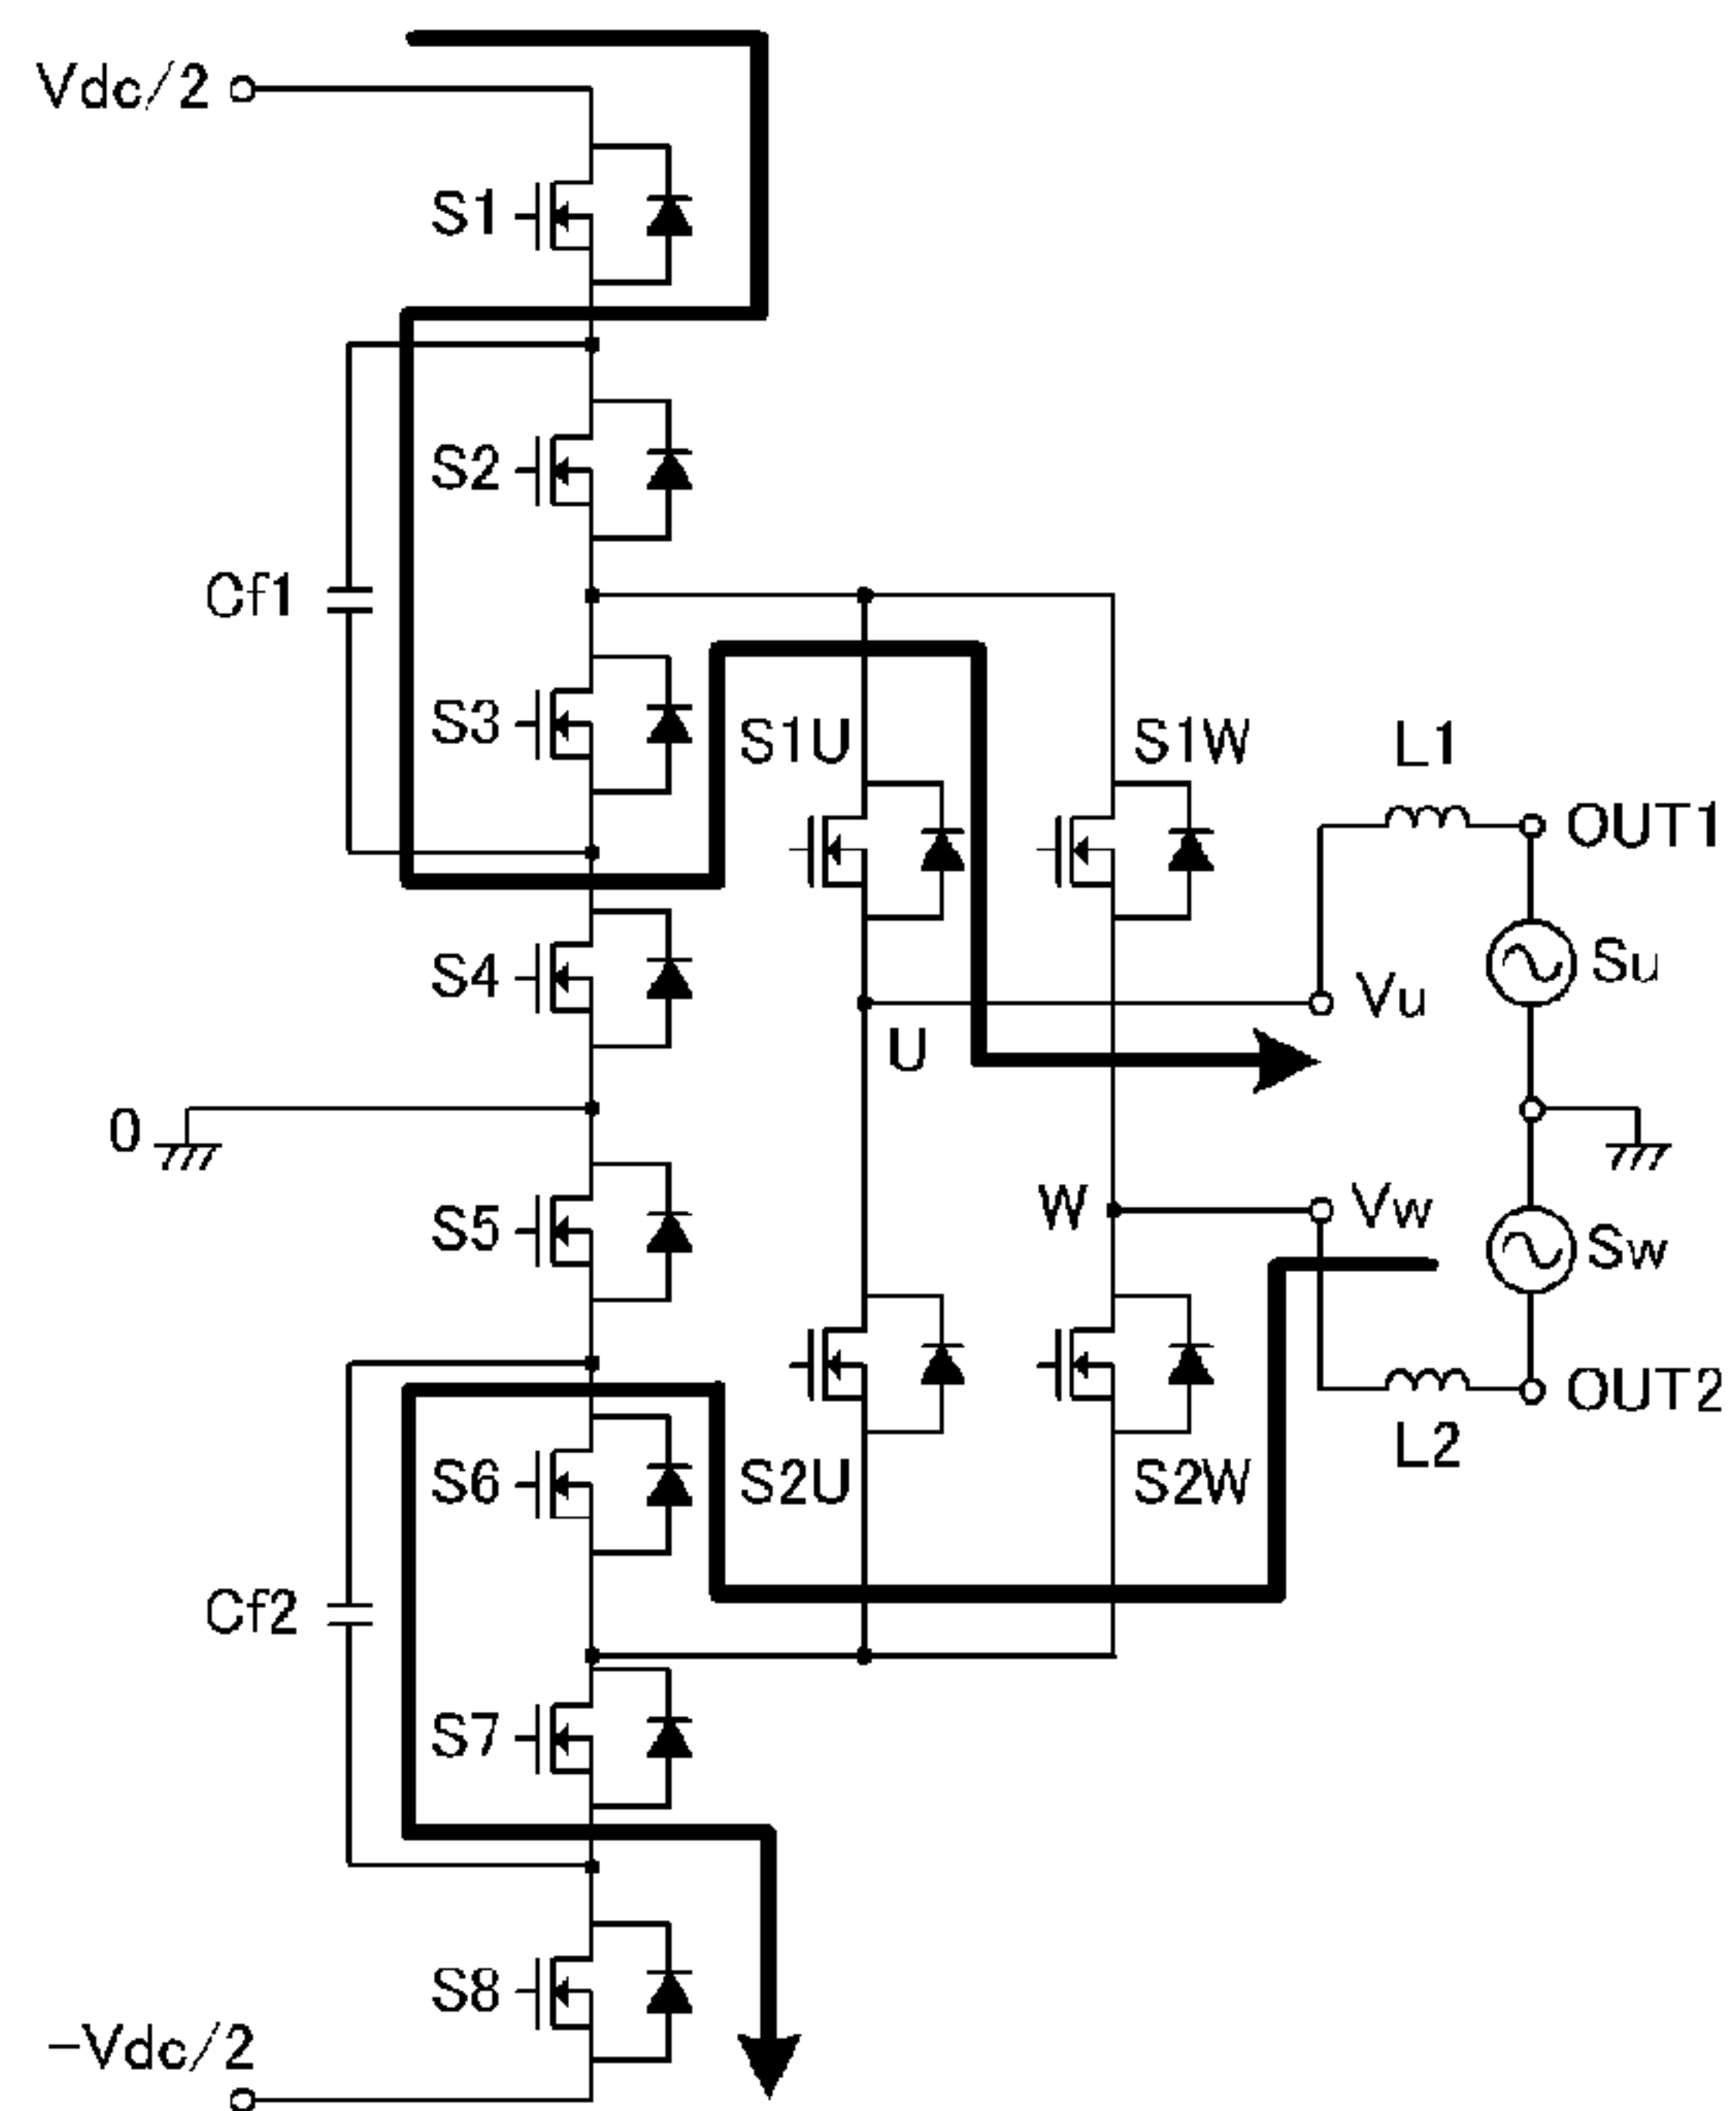 Vdc/2
S1
S2
Cf1
S3
S1U
S1W
L1
OUT1
S4
Su
Vu
U
0
W
Vw
S5
Sw
OUT2
L2
S6
S2U
S2W
Cf2
S7
S8
-Vdc/2